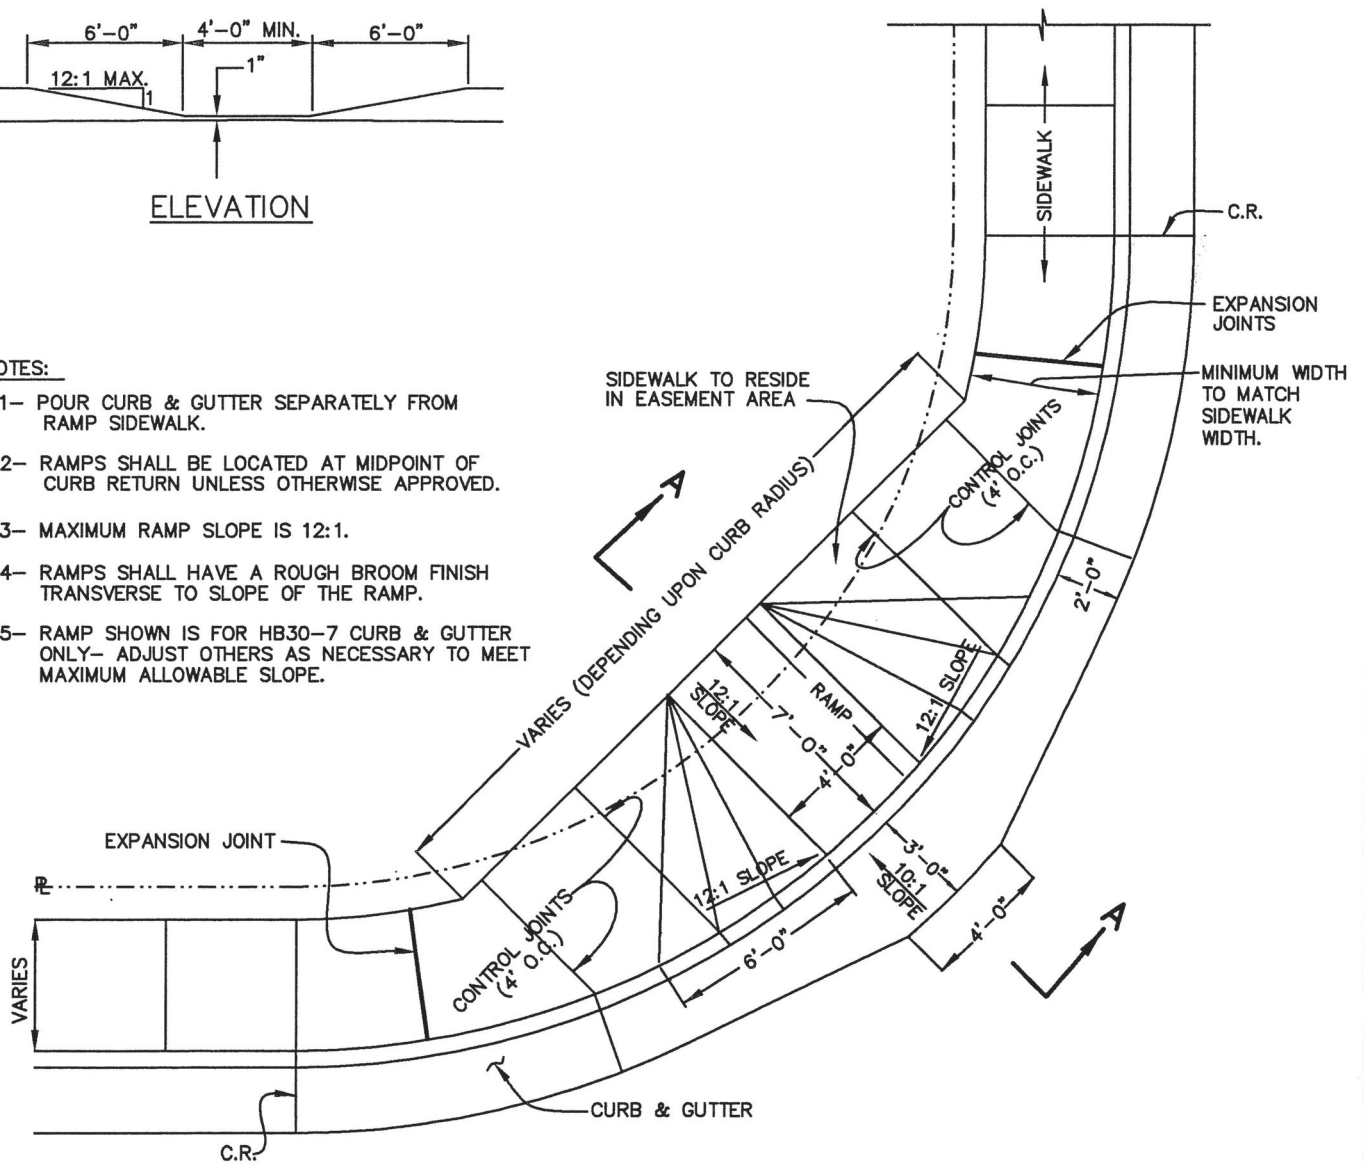 6'-0"
4'-0" MIN.
6'-0"
12:1 MAX.
1
1"
ELEVATION
OTES:
1- POUR CURB & GUTTER SEPARATELY FROM
RAMP SIDEWALK.
2- RAMPS SHALL BE LOCATED AT MIDPOINT OF
CURB RETURN UNLESS OTHERWISE APPROVED.
3- MAXIMUM RAMP SLOPE IS 12:1.
4- RAMPS SHALL HAVE A ROUGH BROOM FINISH
TRANSVERSE TO SLOPE OF THE RAMP.
5- RAMP SHOWN IS FOR HB30-7 CURB & GUTTER
ONLY- ADJUST OTHERS AS NECESSARY TO MEET
MAXIMUM ALLOWABLE SLOPE.
SIDEWALK
C.R.
EXPANSION
JOINTS
MINIMUM WIDTH
TO MATCH
SIDEWALK
WIDTH.
SIDEWALK TO RESIDE
IN EASEMENT AREA
CONTROL JOINTS
(4' O.C.)
A
VARIES (DEPENDING UPON CURB RADIUS)
2'-0"
12:1
SLOPE
RAMP
12:1 SLOPE
7'-0"
4'-0"
EXPANSION JOINT
PL
12:1 SLOPE
3'-0"
10:1
SLOPE
4'-0"
A
CONTROL JOINTS
(4' O.C.)
6'-0"
VARIES
CURB & GUTTER
C.R.